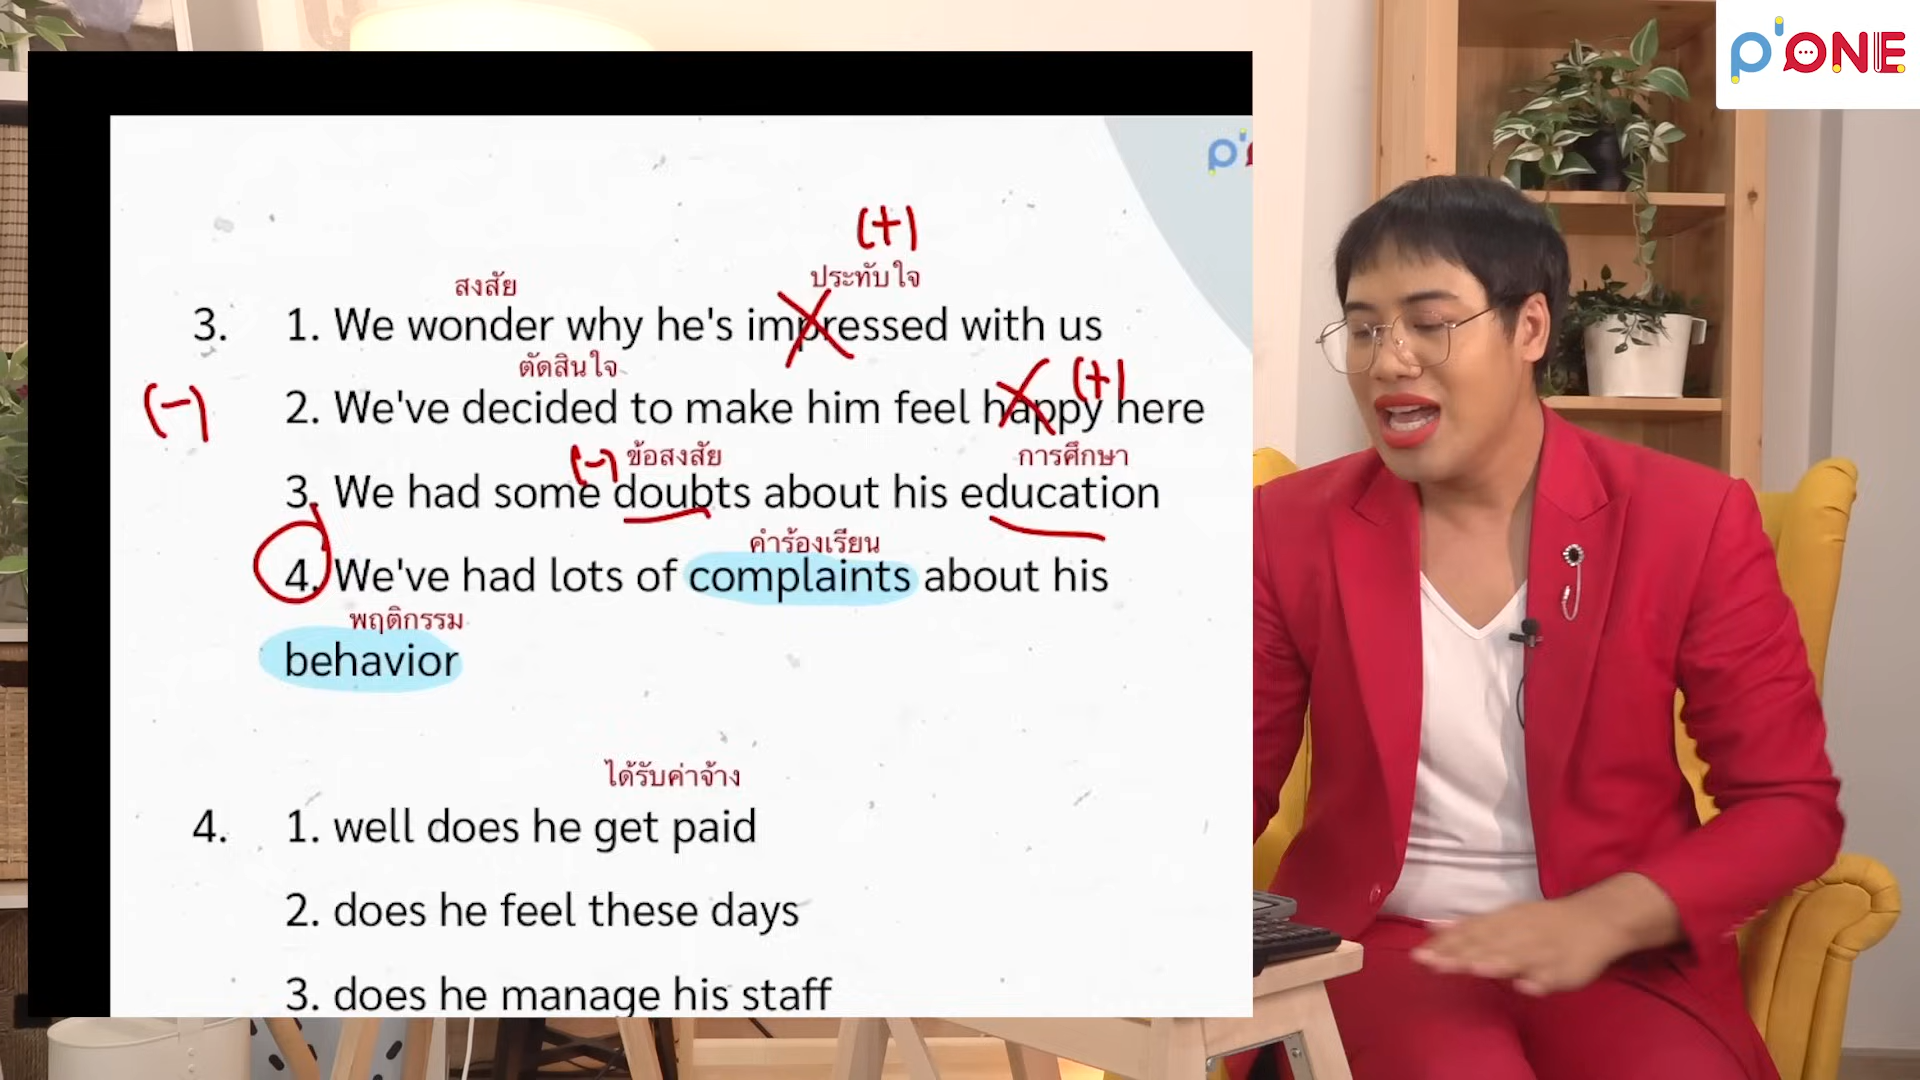 P'ONE
(+)
สงสัย ประทับใจ
3. 1. We wonder why he's impressed with us
ตัดสินใจ (+)
(-) 2. We've decided to make him feel happy here
(-) ข้อสงสัย การศึกษา
3. We had some doubts about his education
คำร้องเรียน
4. We've had lots of complaints about his
พฤติกรรม
behavior
ได้รับค่าจ้าง
4. 1. well does he get paid
2. does he feel these days
3. does he manage his staff